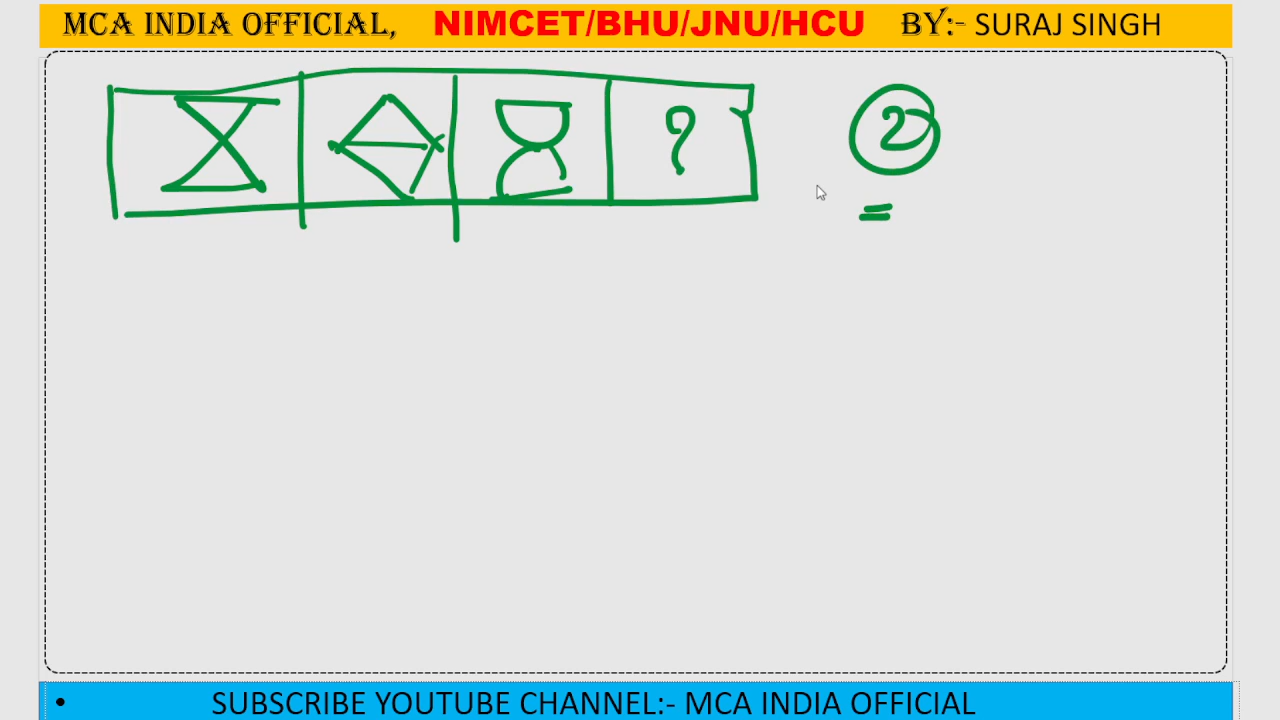 MCA INDIA OFFICIAL, NIMCET/BHU/JNU/HCU BY:- SURAJ SINGH
? 2
• SUBSCRIBE YOUTUBE CHANNEL:- MCA INDIA OFFICIAL